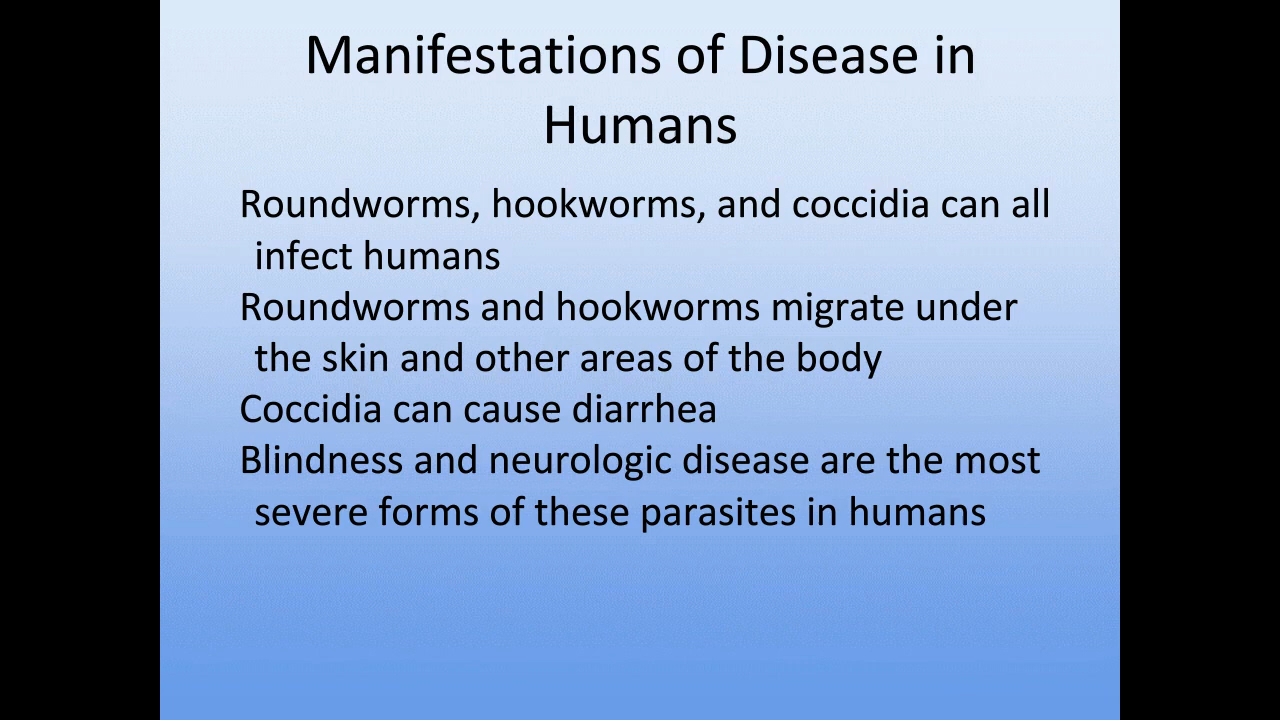 Manifestations of Disease in
Humans
Roundworms, hookworms, and coccidia can all
infect humans
Roundworms and hookworms migrate under
the skin and other areas of the body
Coccidia can cause diarrhea
Blindness and neurologic disease are the most
severe forms of these parasites in humans